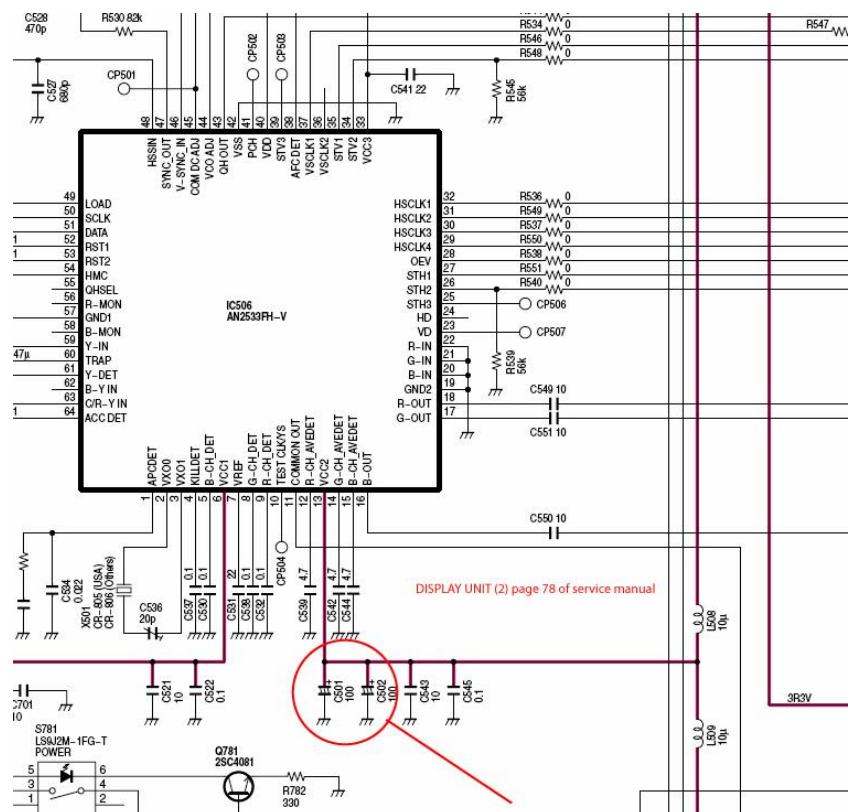 C528
470p
R530 82k
CP501
C527
680p
CP502
CP503
C541 22
R534 0
R546 0
R548 0
R545
56k
R547
48 47 46 45 44 43 42 41 40 39 38 37 36 35 34 33
HSSIN
SYNC_OUT
V-SYNC_IN
COM DC ADJ
VCO ADJ
QH OUT
VSS
PCH
VDD
STV3
AFC DET
VSCLK1
VSCLK2
STV1
STV2
VCC3
49 LOAD
50 SCLK
51 DATA
1 52 RST1
1 53 RST2
54 HMC
55 QHSEL
56 R-MON
57 GND1
58 B-MON
59 Y-IN
47µ 60 TRAP
61 Y-DET
62 B-Y IN
63 C/R-Y IN
1 64 ACC DET
IC506
AN2533FH-V
HSCLK1 32 R536 0
HSCLK2 31 R549 0
HSCLK3 30 R537 0
HSCLK4 29 R550 0
OEV 28 R538 0
STH1 27 R551 0
STH2 26 R540 0
STH3 25 CP506
HD 24
VD 23 CP507
R-IN 22
G-IN 21
B-IN 20
GND2 19
R-OUT 18
G-OUT 17
R539
56k
C549 10
C551 10
APCDET
VXO0
VXO1
KILLDET
B-CH_DET
VCC1
VREF
G-CH_DET
R-CH_DET
TEST CLK/YS
COMMON OUT
R-CH_AVEDET
VCC2
G-CH_AVEDET
B-CH_AVEDET
B-OUT
1 2 3 4 5 6 7 8 9 10 11 12 13 14 15 16
C550 10
C534
0.022
X501
CR-805 (USA)
CR-806 (Others)
C536
20p
C537 0.1
C530 0.1
C531 22
C538 0.1
C532 0.1
CP504
C539 4.7
C542 4.7
C544 4.7
DISPLAY UNIT (2) page 78 of service manual
L508
10µ
C521
10
C522
0.1
C501
100
C502
100
C543
10
C545
0.1
3R3V
L509
10µ
C701
10
S781
LS9J2M-1FG-T
POWER
5 6
3 4
1 2
Q781
2SC4081
R782
330